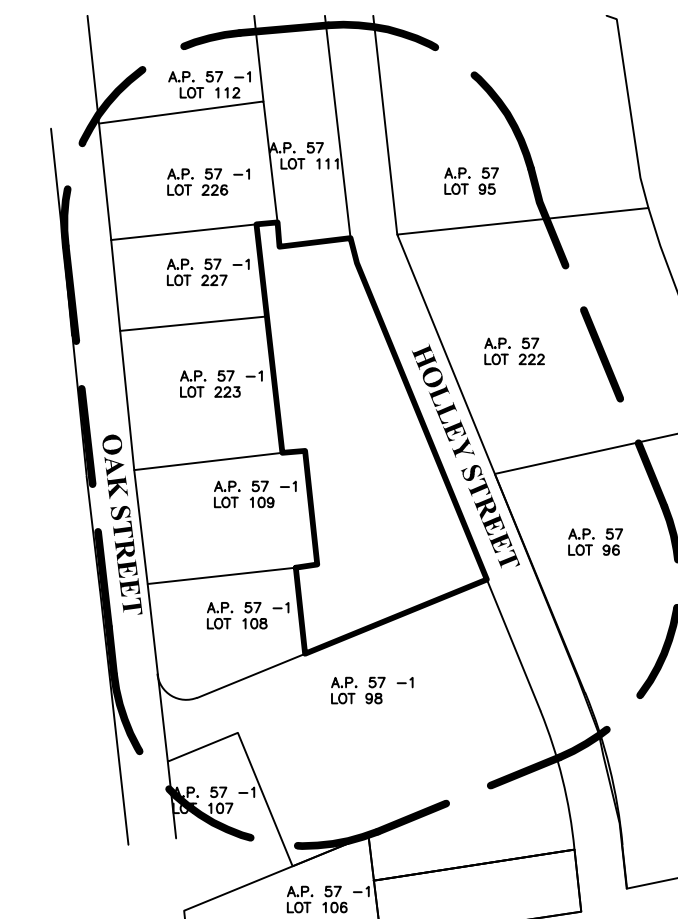 A.P. 57 -1
LOT 112
A.P. 57
LOT 111
A.P. 57 -1
LOT 226
A.P. 57
LOT 95
A.P. 57 -1
LOT 227
A.P. 57
LOT 222
A.P. 57 -1
LOT 223
HOLLEY STREET
OAK STREET
A.P. 57 -1
LOT 109
A.P. 57
LOT 96
A.P. 57 -1
LOT 108
A.P. 57 -1
LOT 98
A.P. 57 -1
LOT 107
A.P. 57 -1
LOT 106